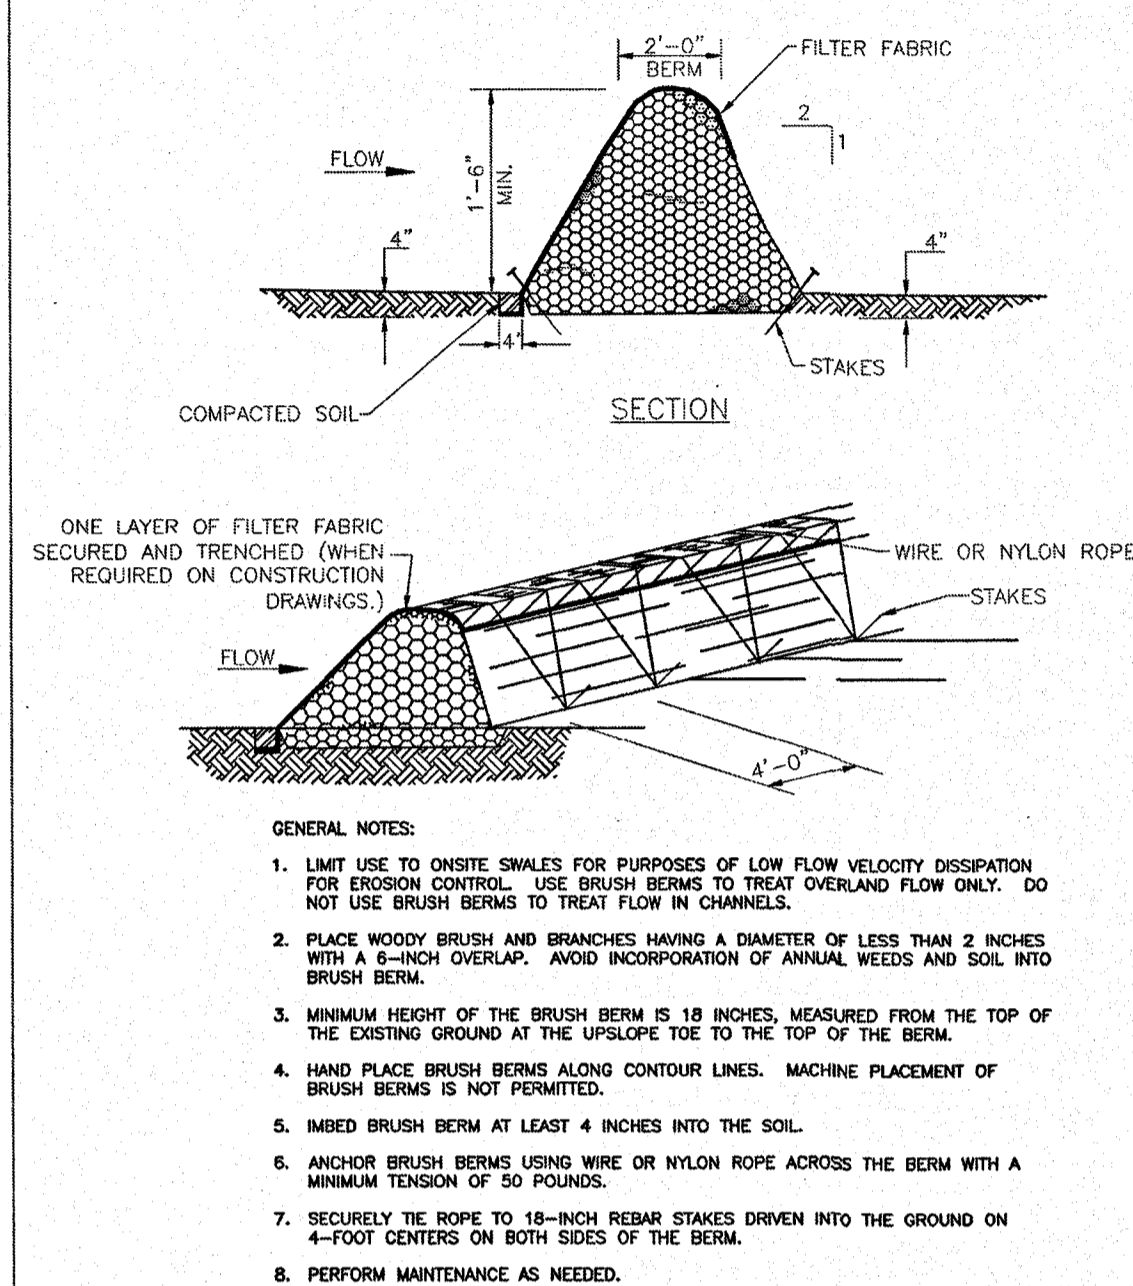 2'-0"
BERM
FILTER FABRIC
2
1
FLOW
1'-6"
MIN.
4"
4"
4'
STAKES
COMPACTED SOIL
SECTION
ONE LAYER OF FILTER FABRIC
SECURED AND TRENCHED (WHEN
REQUIRED ON CONSTRUCTION
DRAWINGS.)
WIRE OR NYLON ROPE
STAKES
FLOW
4'-0"
GENERAL NOTES:
1. LIMIT USE TO ONSITE SWALES FOR PURPOSES OF LOW FLOW VELOCITY DISSIPATION
FOR EROSION CONTROL. USE BRUSH BERMS TO TREAT OVERLAND FLOW ONLY. DO
NOT USE BRUSH BERMS TO TREAT FLOW IN CHANNELS.
2. PLACE WOODY BRUSH AND BRANCHES HAVING A DIAMETER OF LESS THAN 2 INCHES
WITH A 6-INCH OVERLAP. AVOID INCORPORATION OF ANNUAL WEEDS AND SOIL INTO
BRUSH BERM.
3. MINIMUM HEIGHT OF THE BRUSH BERM IS 18 INCHES, MEASURED FROM THE TOP OF
THE EXISTING GROUND AT THE UPSLOPE TOE TO THE TOP OF THE BERM.
4. HAND PLACE BRUSH BERMS ALONG CONTOUR LINES. MACHINE PLACEMENT OF
BRUSH BERMS IS NOT PERMITTED.
5. IMBED BRUSH BERM AT LEAST 4 INCHES INTO THE SOIL.
6. ANCHOR BRUSH BERMS USING WIRE OR NYLON ROPE ACROSS THE BERM WITH A
MINIMUM TENSION OF 50 POUNDS.
7. SECURELY TIE ROPE TO 18-INCH REBAR STAKES DRIVEN INTO THE GROUND ON
4-FOOT CENTERS ON BOTH SIDES OF THE BERM.
8. PERFORM MAINTENANCE AS NEEDED.